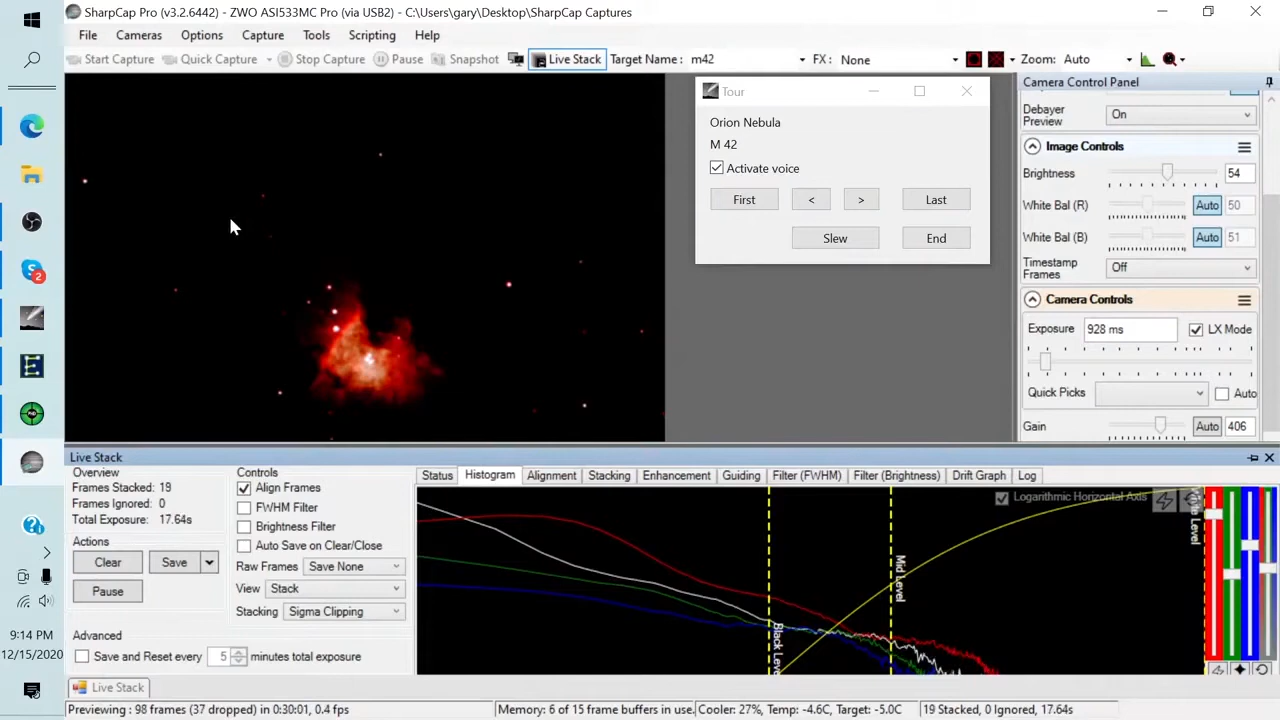 SharpCap Pro (v3.2.6442) - ZWO ASI533MC Pro (via USB2) - C:\Users\gary\Desktop\SharpCap Captures
File Cameras Options Capture Tools Scripting Help
Start Capture Quick Capture Stop Capture Pause Snapshot Live Stack Target Name : m42 FX : None Zoom: Auto
Tour
Orion Nebula
M 42
Activate voice
First < > Last
Slew End
Camera Control Panel
Debayer Preview On
Image Controls
Brightness 54
White Bal (R) Auto 50
White Bal (B) Auto 51
Timestamp Frames Off
Camera Controls
Exposure 928 ms LX Mode
Quick Picks Auto
Gain Auto 406
Live Stack
Overview
Frames Stacked: 19
Frames Ignored: 0
Total Exposure: 17.64s
Actions
Clear Save
Pause
Controls
Align Frames
FWHM Filter
Brightness Filter
Auto Save on Clear/Close
Raw Frames Save None
View Stack
Stacking Sigma Clipping
Advanced
Save and Reset every 5 minutes total exposure
Status Histogram Alignment Stacking Enhancement Guiding Filter (FWHM) Filter (Brightness) Drift Graph Log
Logarithmic Horizontal Axis
Black Leve
Mid Level
Level
Live Stack
Previewing : 98 frames (37 dropped) in 0:30:01, 0.4 fps Memory: 6 of 15 frame buffers in use. Cooler: 27%, Temp: -4.6C, Target: -5.0C 19 Stacked, 0 Ignored, 17.64s
2
9:14 PM
12/15/2020